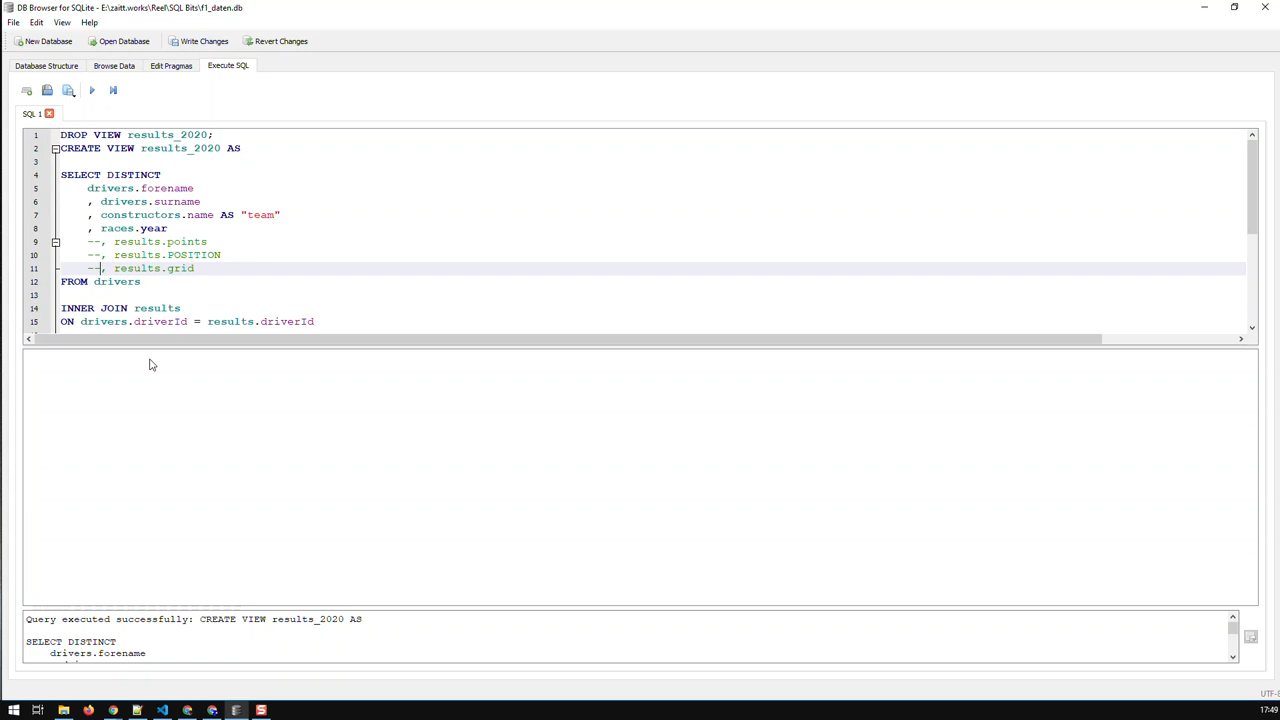 DB Browser for SQLite - E:\zaitt.works\Reel\SQL Bits\f1_daten.db
File Edit View Help
New Database Open Database Write Changes Revert Changes
Database Structure Browse Data Edit Pragmas Execute SQL
SQL 1
1 DROP VIEW results_2020;
2 CREATE VIEW results_2020 AS
3
4 SELECT DISTINCT
5 drivers.forename
6 , drivers.surname
7 , constructors.name AS "team"
8 , races.year
9 --, results.points
10 --, results.POSITION
11 --, results.grid
12 FROM drivers
13
14 INNER JOIN results
15 ON drivers.driverId = results.driverId
Query executed successfully: CREATE VIEW results_2020 AS
SELECT DISTINCT
drivers.forename
UTF-8
17:49